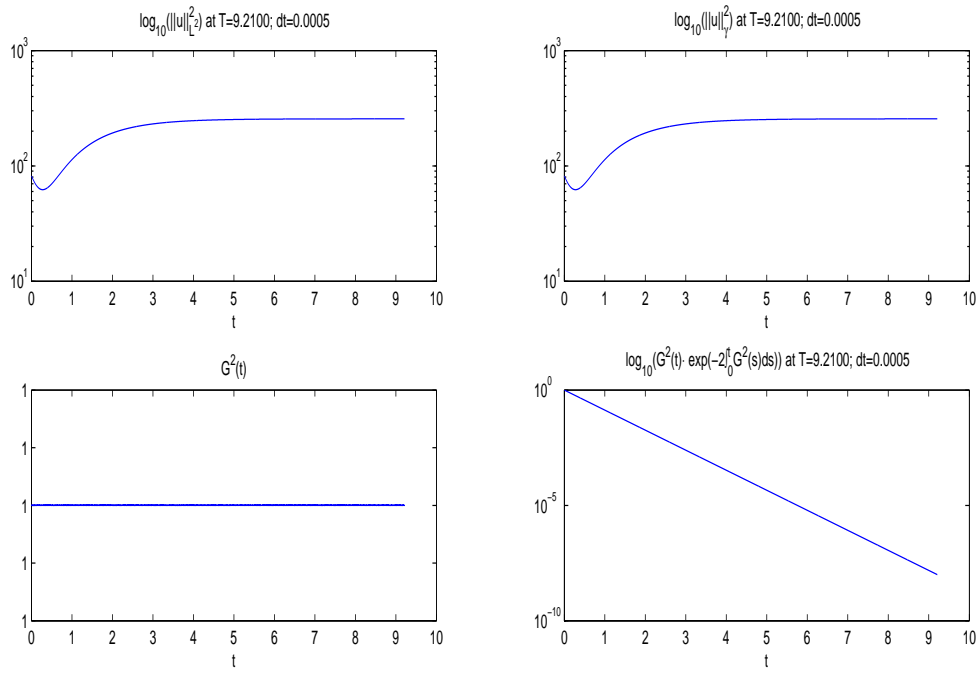 log10(||u||²L²) at T=9.2100; dt=0.0005
10³
10²
10¹
0 1 2 3 4 5 6 7 8 9 10
t
log10(||u||²γ) at T=9.2100; dt=0.0005
10³
10²
10¹
0 1 2 3 4 5 6 7 8 9 10
t
G²(t)
1
1
1
1
1
0 1 2 3 4 5 6 7 8 9 10
t
log10(G²(t)· exp(-2∫t0G²(s)ds)) at T=9.2100; dt=0.0005
10⁰
10⁻⁵
10⁻¹⁰
0 1 2 3 4 5 6 7 8 9 10
t